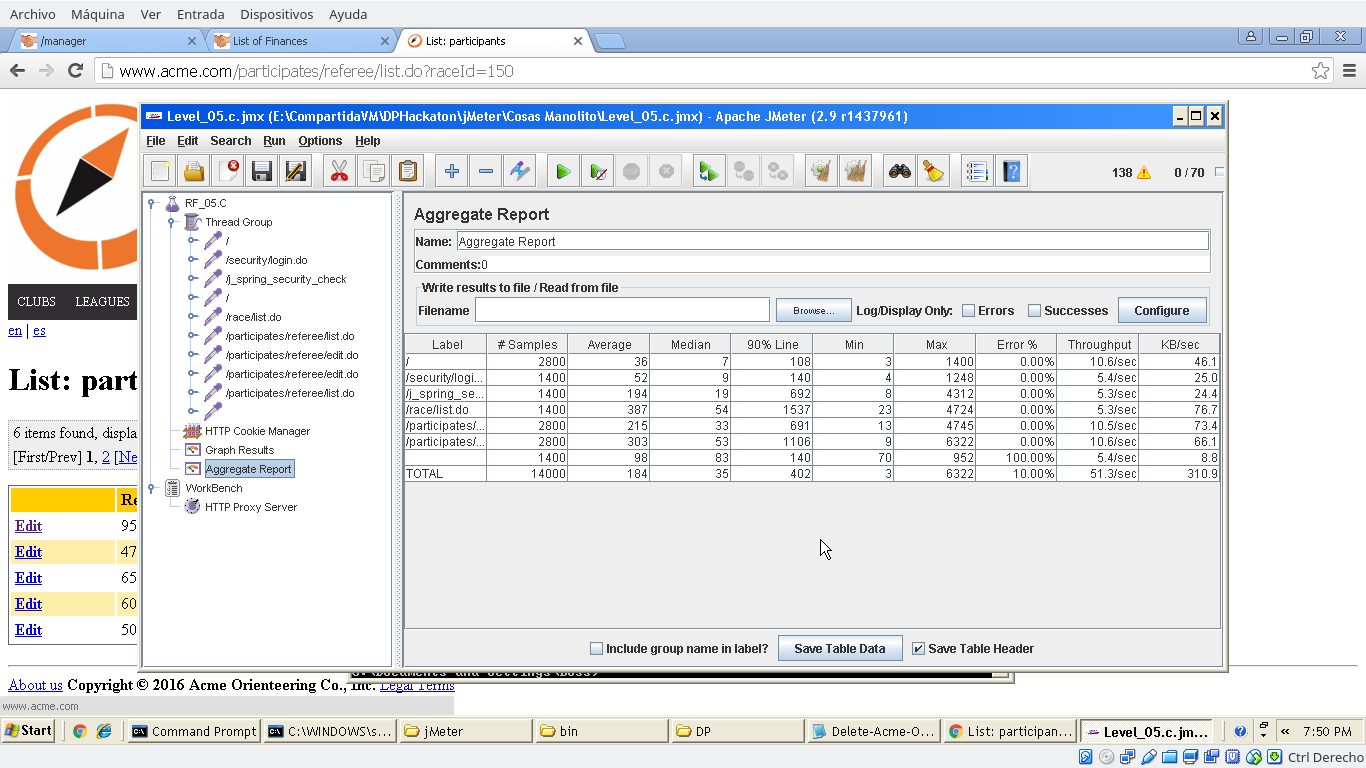 Archivo Máquina Ver Entrada Dispositivos Ayuda
/manager List of Finances List: participants
www.acme.com/participates/referee/list.do?raceId=150
Level_05.c.jmx (E:\CompartidaVM\DPHackaton\jMeter\Cosas Manolito\Level_05.c.jmx) - Apache JMeter (2.9 r1437961)
File Edit Search Run Options Help
138 0 / 70
CLUBS LEAGUES
en | es
List: part
6 items found, displa
[First/Prev] 1, 2 [Ne
Re
Edit 95
Edit 47
Edit 65
Edit 60
Edit 50
RF_05.C
Thread Group
/
/security/login.do
/j_spring_security_check
/
/race/list.do
/participates/referee/list.do
/participates/referee/edit.do
/participates/referee/edit.do
/participates/referee/list.do
HTTP Cookie Manager
Graph Results
Aggregate Report
WorkBench
HTTP Proxy Server
Aggregate Report
Name: Aggregate Report
Comments:0
Write results to file / Read from file
Filename Browse... Log/Display Only: Errors Successes Configure
Label # Samples Average Median 90% Line Min Max Error % Throughput KB/sec
/ 2800 36 7 108 3 1400 0.00% 10.6/sec 46.1
/security/logi... 1400 52 9 140 4 1248 0.00% 5.4/sec 25.0
/j_spring_se... 1400 194 19 692 8 4312 0.00% 5.3/sec 24.4
/race/list.do 1400 387 54 1537 23 4724 0.00% 5.3/sec 76.7
/participates/... 2800 215 33 691 13 4745 0.00% 10.5/sec 73.4
/participates/... 2800 303 53 1106 9 6322 0.00% 10.6/sec 66.1
1400 98 83 140 70 952 100.00% 5.4/sec 8.8
TOTAL 14000 184 35 402 3 6322 10.00% 51.3/sec 310.9
Include group name in label? Save Table Data Save Table Header
About us Copyright © 2016 Acme Orienteering Co., Inc. Legal Terms
www.acme.com
Start Command Prompt C:\WINDOWS\s... jMeter bin DP Delete-Acme-O... List: participan... Level_05.c.jm... « 7:50 PM
Ctrl Derecho